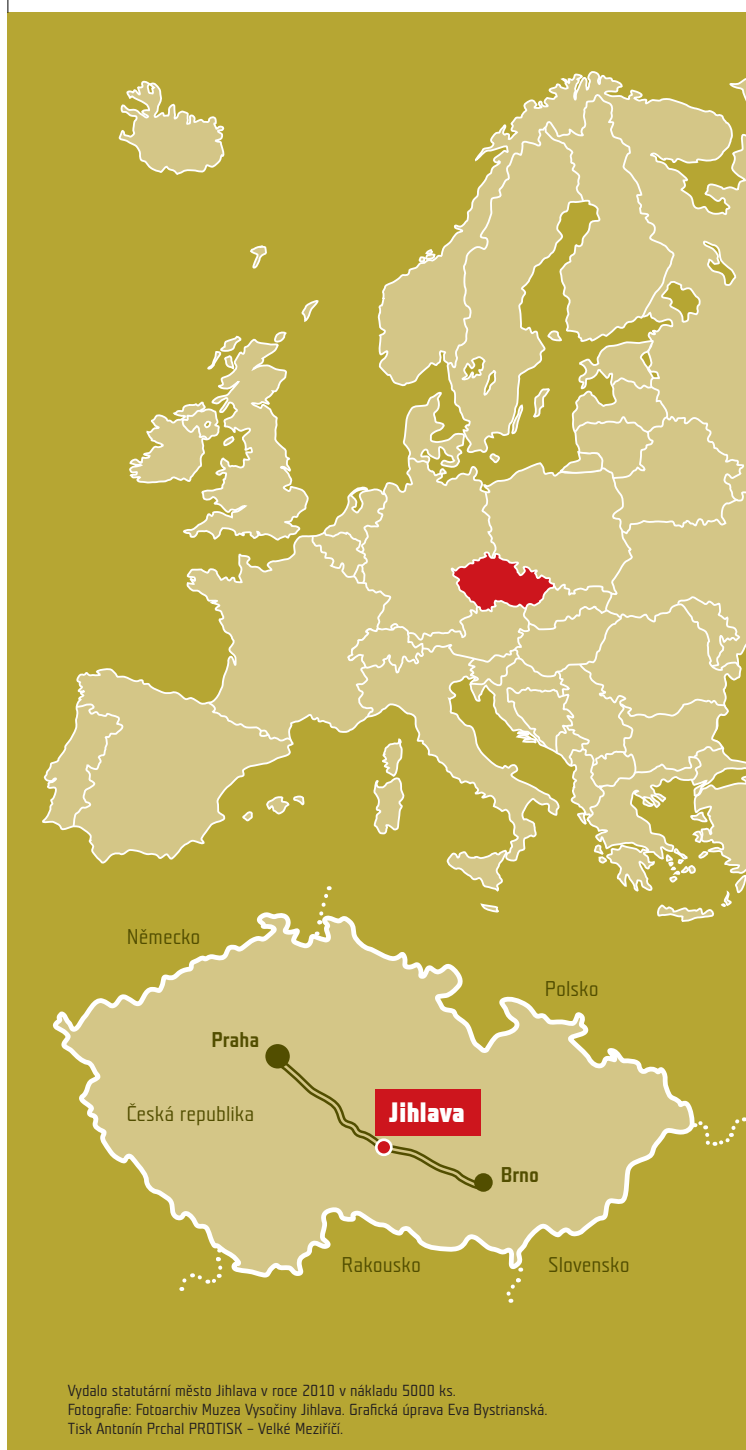 Německo
Polsko
Praha
Česká republika
Jihlava
Brno
Rakousko
Slovensko
Vydalo statutární město Jihlava v roce 2010 v nákladu 5000 ks.
Fotografie: Fotoarchiv Muzea Vysočiny Jihlava. Grafická úprava Eva Bystrianská.
Tisk Antonín Prchal PROTISK – Velké Meziříčí.